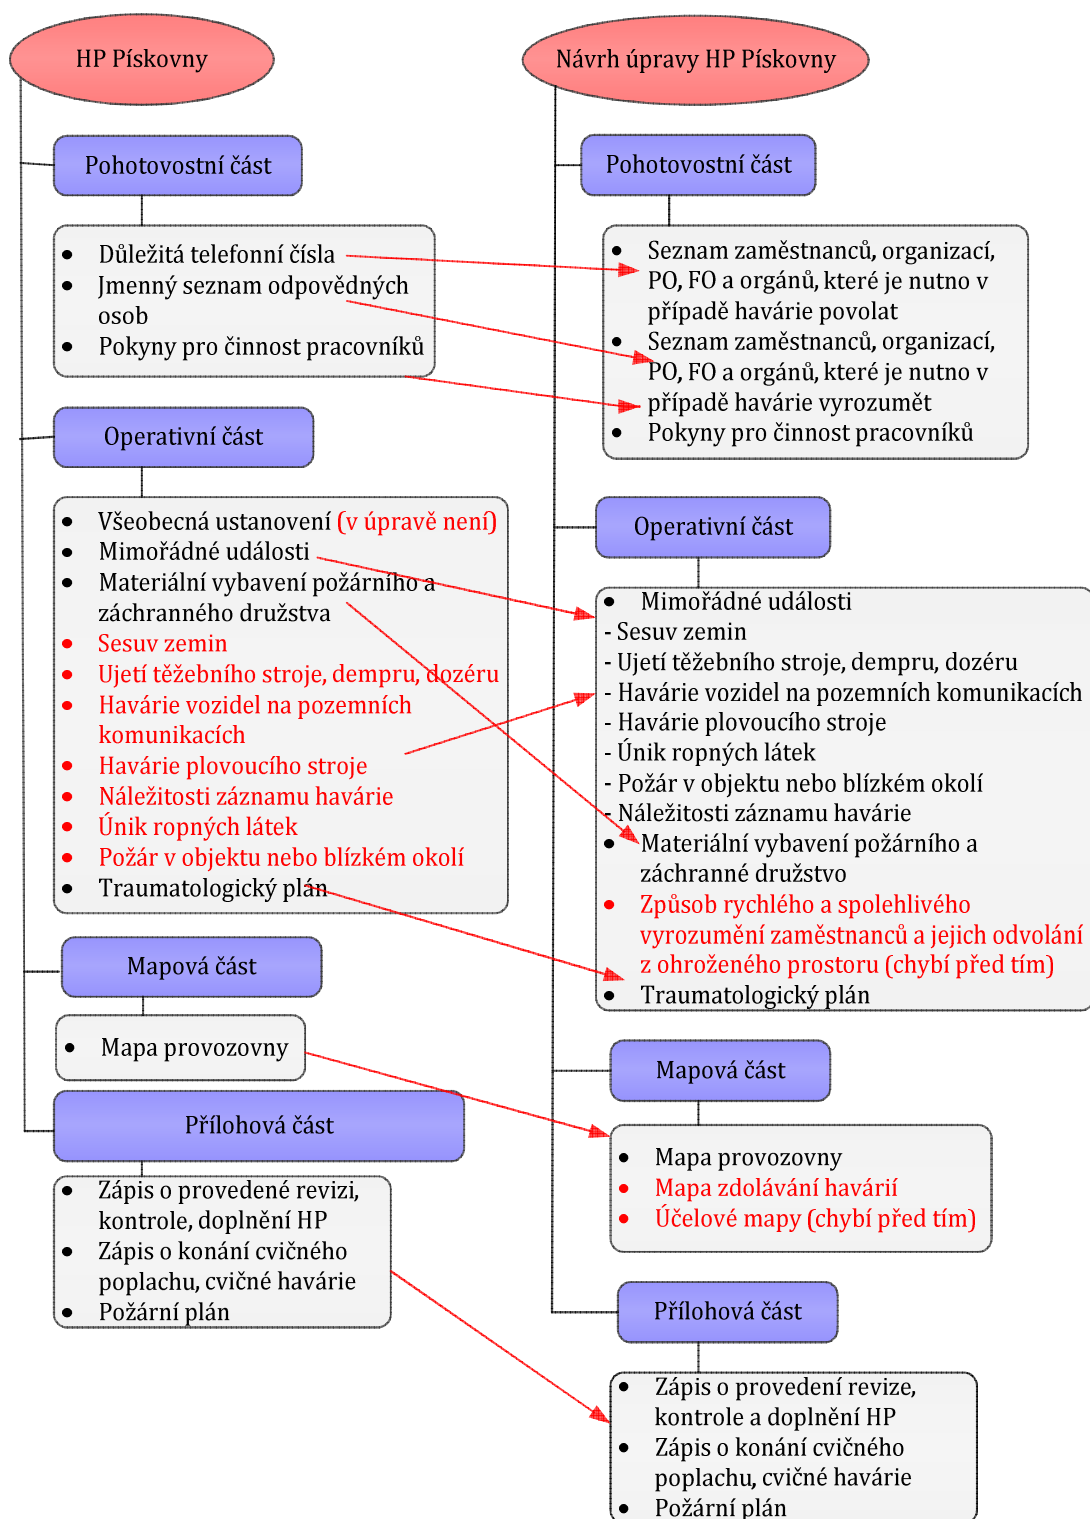 HP Pískovny
Pohotovostní část
• Důležitá telefonní čísla
• Jmenný seznam odpovědných
osob
• Pokyny pro činnost pracovníků
Operativní část
• Všeobecná ustanovení (v úpravě není)
• Mimořádné události
• Materiální vybavení požárního a
záchranného družstva
• Sesuv zemin
• Ujetí těžebního stroje, dempru, dozéru
• Havárie vozidel na pozemních
komunikacích
• Havárie plovoucího stroje
• Náležitosti záznamu havárie
• Únik ropných látek
• Požár v objektu nebo blízkém okolí
• Traumatologický plán
Mapová část
• Mapa provozovny
Přílohová část
• Zápis o provedené revizi,
kontrole, doplnění HP
• Zápis o konání cvičného
poplachu, cvičné havárie
• Požární plán
Návrh úpravy HP Pískovny
Pohotovostní část
• Seznam zaměstnanců, organizací,
PO, FO a orgánů, které je nutno v
případě havárie povolat
• Seznam zaměstnanců, organizací,
PO, FO a orgánů, které je nutno v
případě havárie vyrozumět
• Pokyny pro činnost pracovníků
Operativní část
• Mimořádné události
- Sesuv zemin
- Ujetí těžebního stroje, dempru, dozéru
- Havárie vozidel na pozemních komunikacích
- Havárie plovoucího stroje
- Únik ropných látek
- Požár v objektu nebo blízkém okolí
- Náležitosti záznamu havárie
• Materiální vybavení požárního a
záchranné družstvo
• Způsob rychlého a spolehlivého
vyrozumění zaměstnanců a jejich odvolání
z ohroženého prostoru (chybí před tím)
• Traumatologický plán
Mapová část
• Mapa provozovny
• Mapa zdolávání havárií
• Účelové mapy (chybí před tím)
Přílohová část
• Zápis o provedení revize,
kontrole a doplnění HP
• Zápis o konání cvičného
poplachu, cvičné havárie
• Požární plán